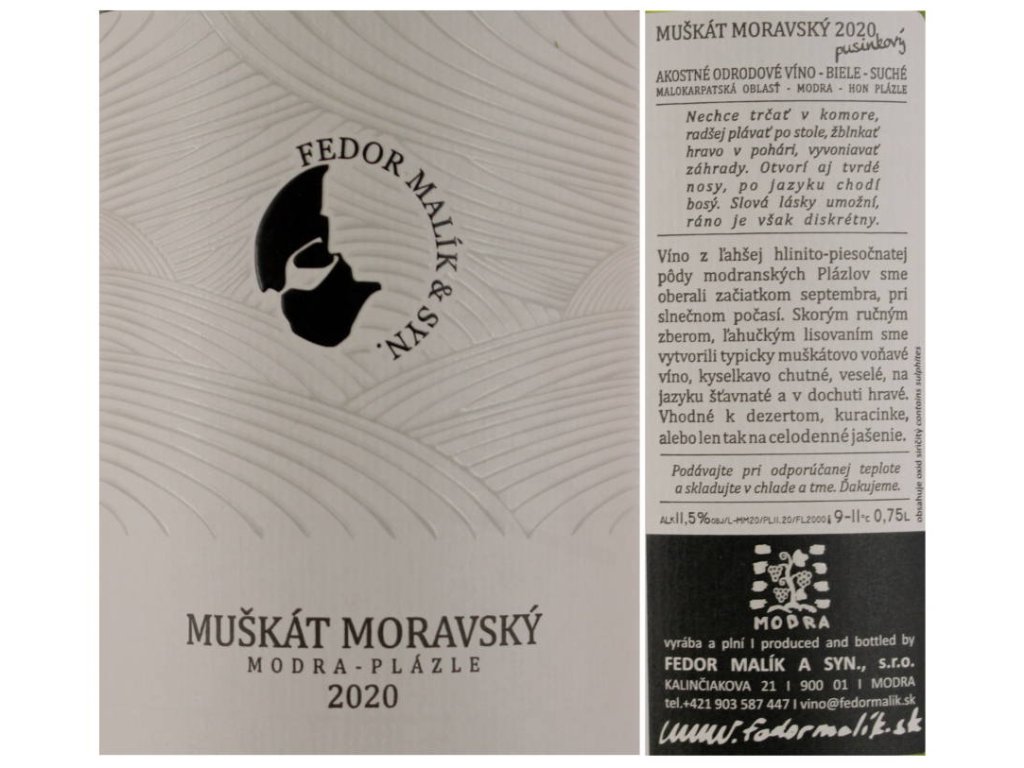 FEDOR MALÍK & SYN.
MUŠKÁT MORAVSKÝ
MODRA-PLÁZLE
2020
MUŠKÁT MORAVSKÝ 2020
pusinkový
AKOSTNÉ ODRODOVÉ VÍNO - BIELE - SUCHÉ
MALOKARPATSKÁ OBLASŤ - MODRA - HON PLÁZLE
Nechce trčať v komore,
radšej plávať po stole, žblnkať
hravo v pohári, vyvoniavať
záhrady. Otvorí aj tvrdé
nosy, po jazyku chodí
bosý. Slová lásky umožní,
ráno je však diskrétny.
Víno z ľahšej hlinito-piesočnatej
pôdy modranských Plázlov sme
oberali začiatkom septembra, pri
slnečnom počasí. Skorým ručným
zberom, ľahučkým lisovaním sme
vytvorili typicky muškátovo voňavé
víno, kyselkavo chutné, veselé, na
jazyku šťavnaté a v dochuti hravé.
Vhodné k dezertom, kuracinke,
alebo len tak na celodenné jašenie.
obsahuje oxid siričitý contains sulphites
Podávajte pri odporúčanej teplote
a skladujte v chlade a tme. Ďakujeme.
ALK 11,5% OBJ/L-MM20/PL11.20/FL2000 9-11°C 0,75L
MODRA
vyrába a plní I produced and bottled by
FEDOR MALÍK A SYN., s.r.o.
KALINČIAKOVA 21 I 900 01 I MODRA
tel.+421 903 587 447 I vino@fedormalik.sk
www.fedormalik.sk